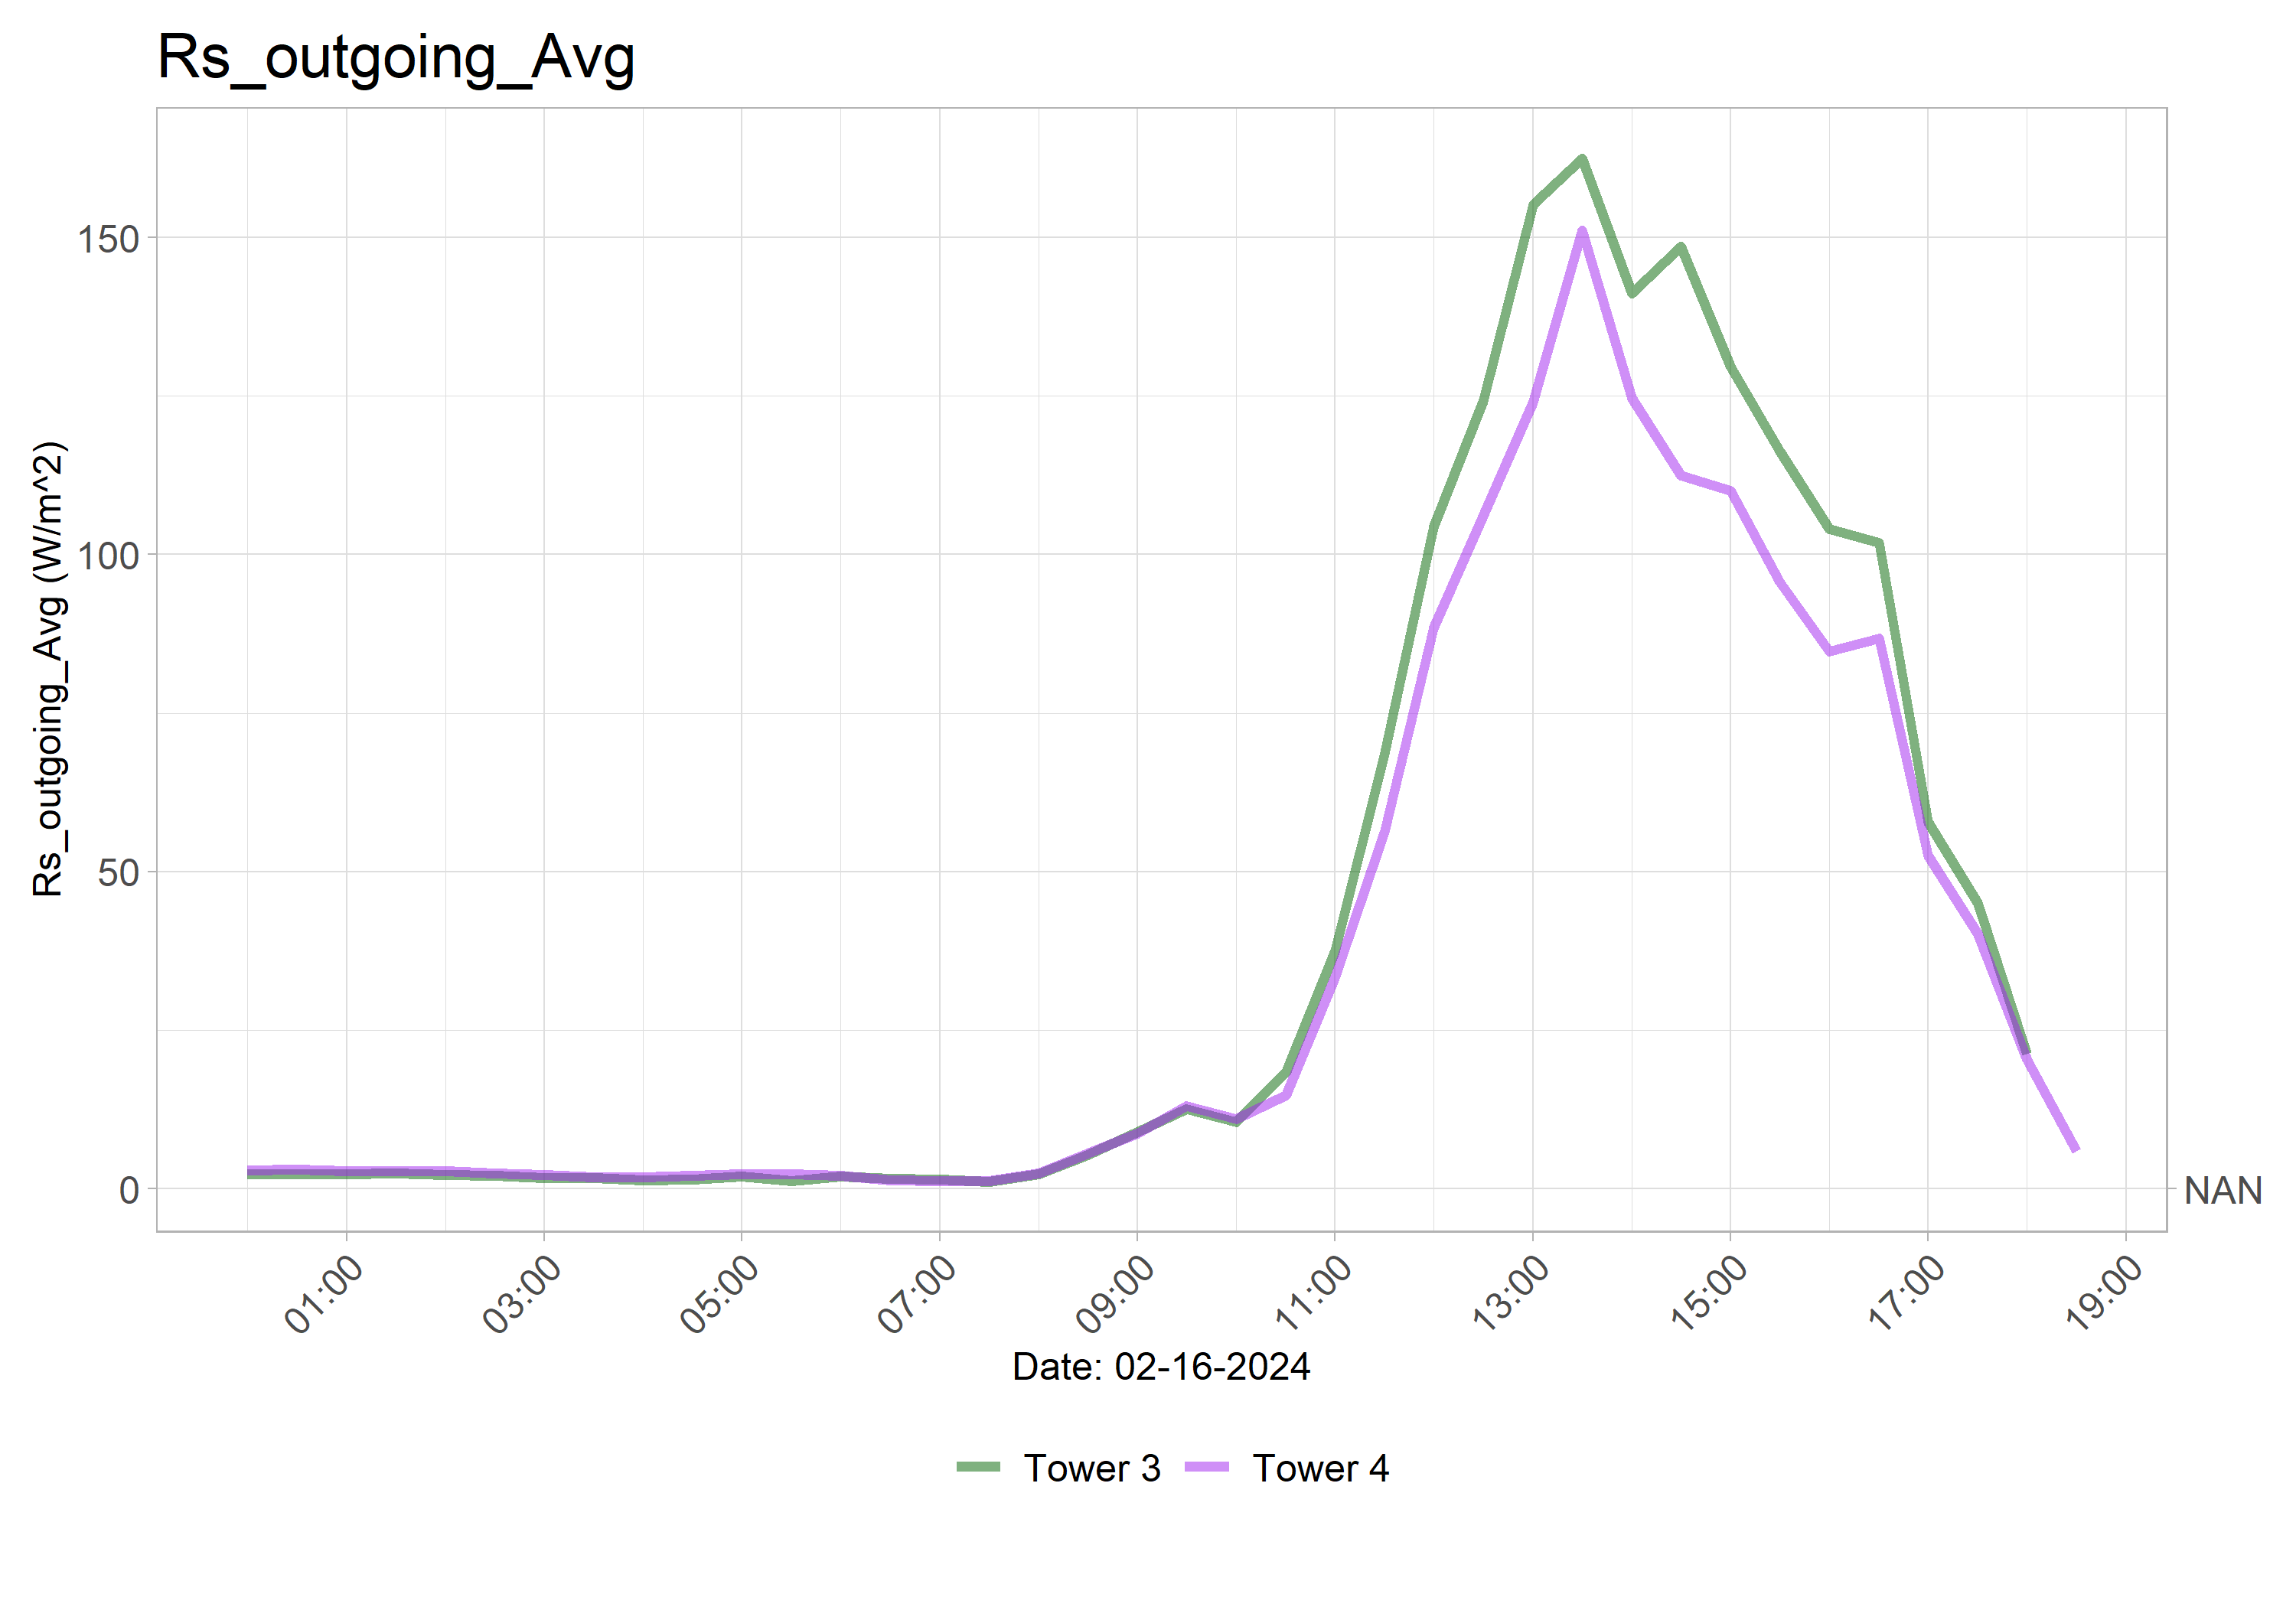 Rs_outgoing_Avg
Rs_outgoing_Avg (W/m^2)
150
100
50
0
NAN
01:00
03:00
05:00
07:00
09:00
11:00
13:00
15:00
17:00
19:00
Date: 02-16-2024
Tower 3
Tower 4